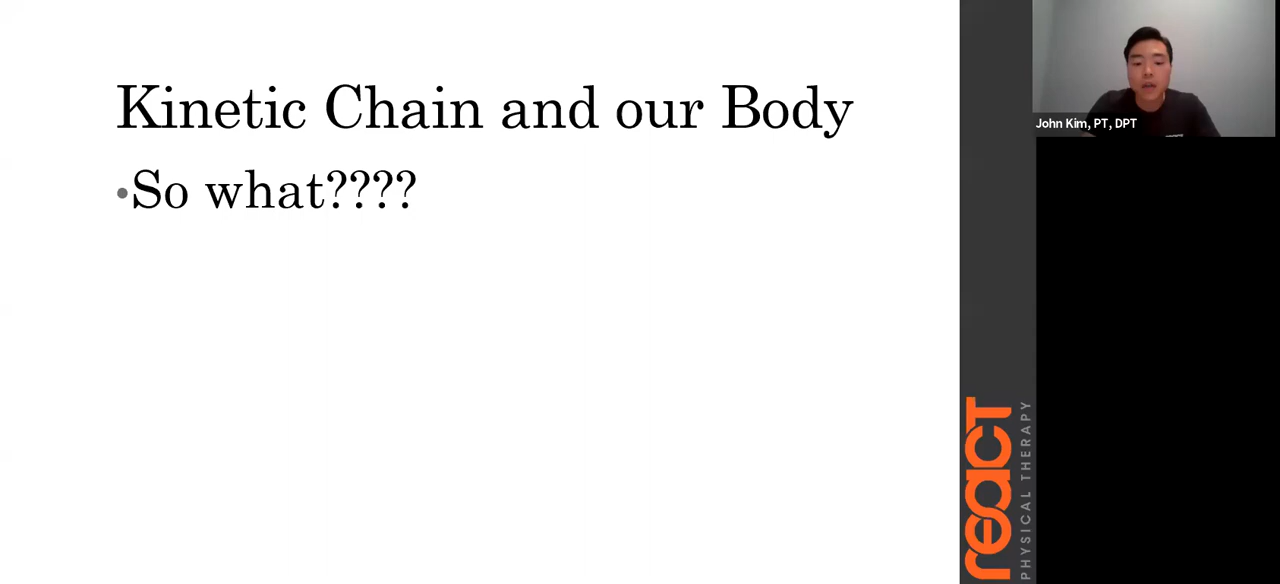 Kinetic Chain and our Body
•So what????
John Kim, PT, DPT
react
PHYSICAL THERAPY